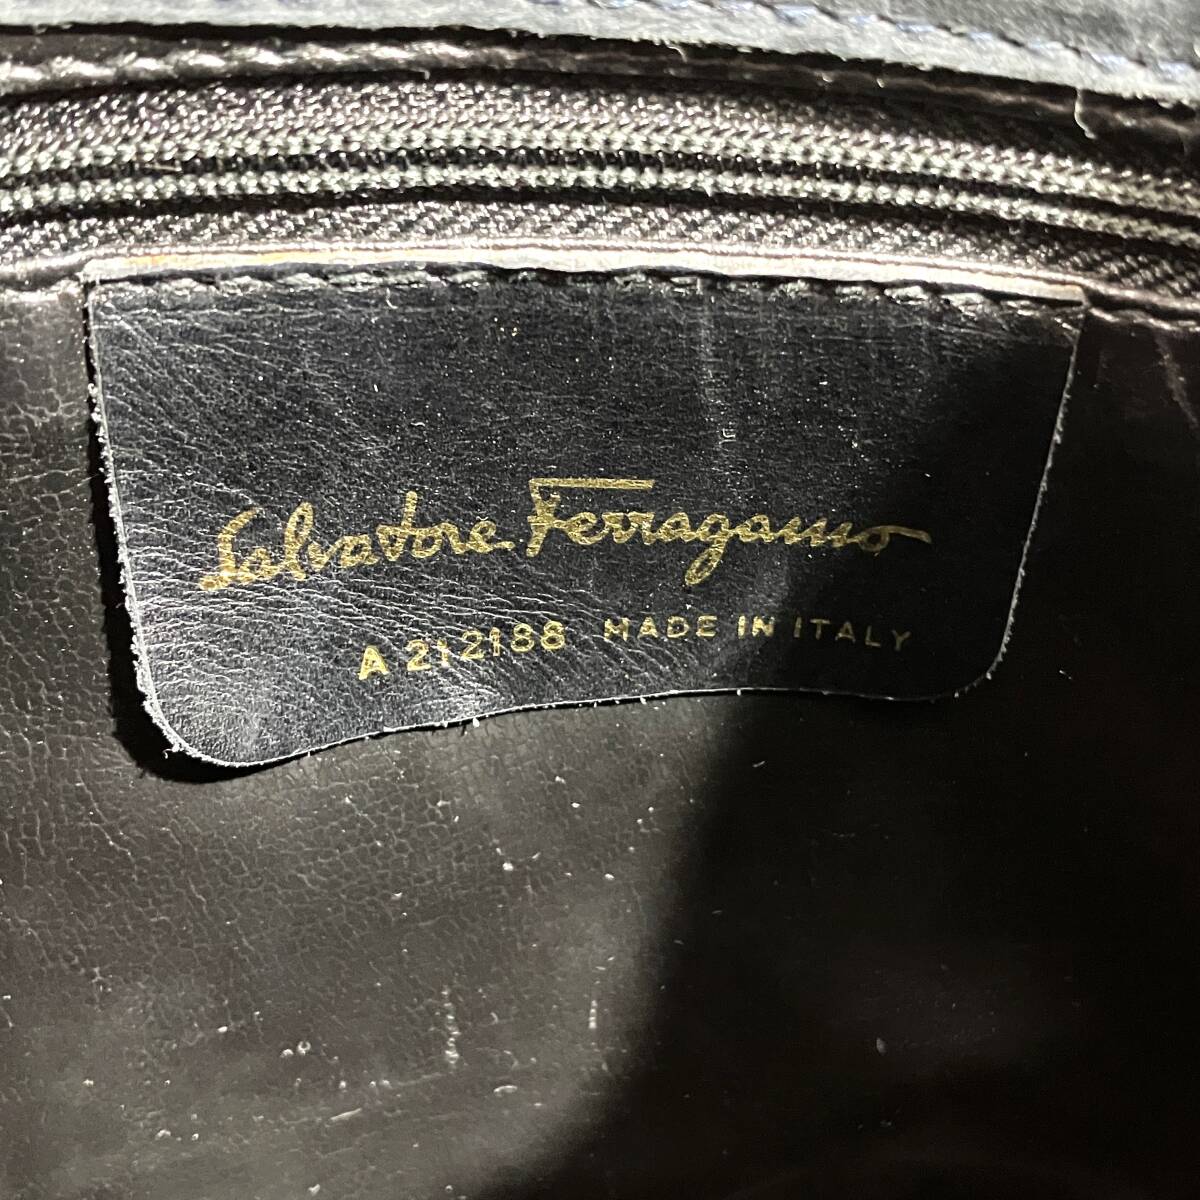 Salvatore Ferragamo
A 212188 MADE IN ITALY